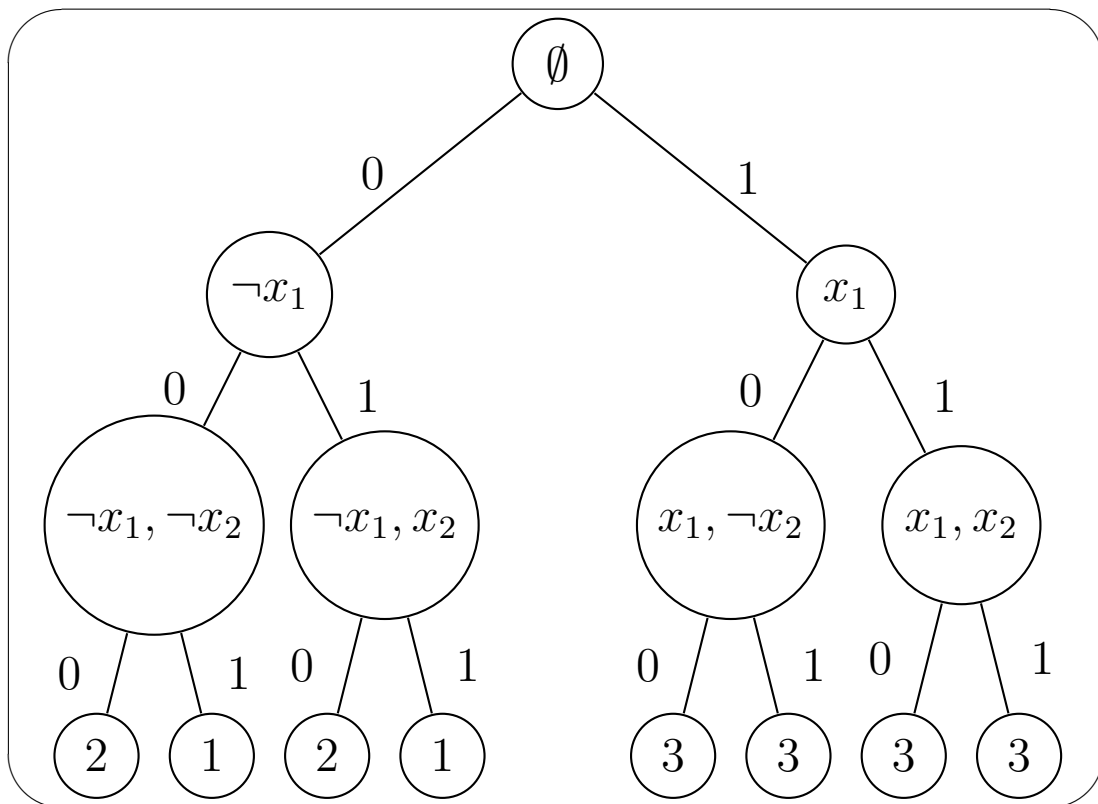 ∅
0 1
¬x₁ x₁
0 1 0 1
¬x₁, ¬x₂ ¬x₁, x₂ x₁, ¬x₂ x₁, x₂
0 1 0 1 0 1 0 1
2 1 2 1 3 3 3 3